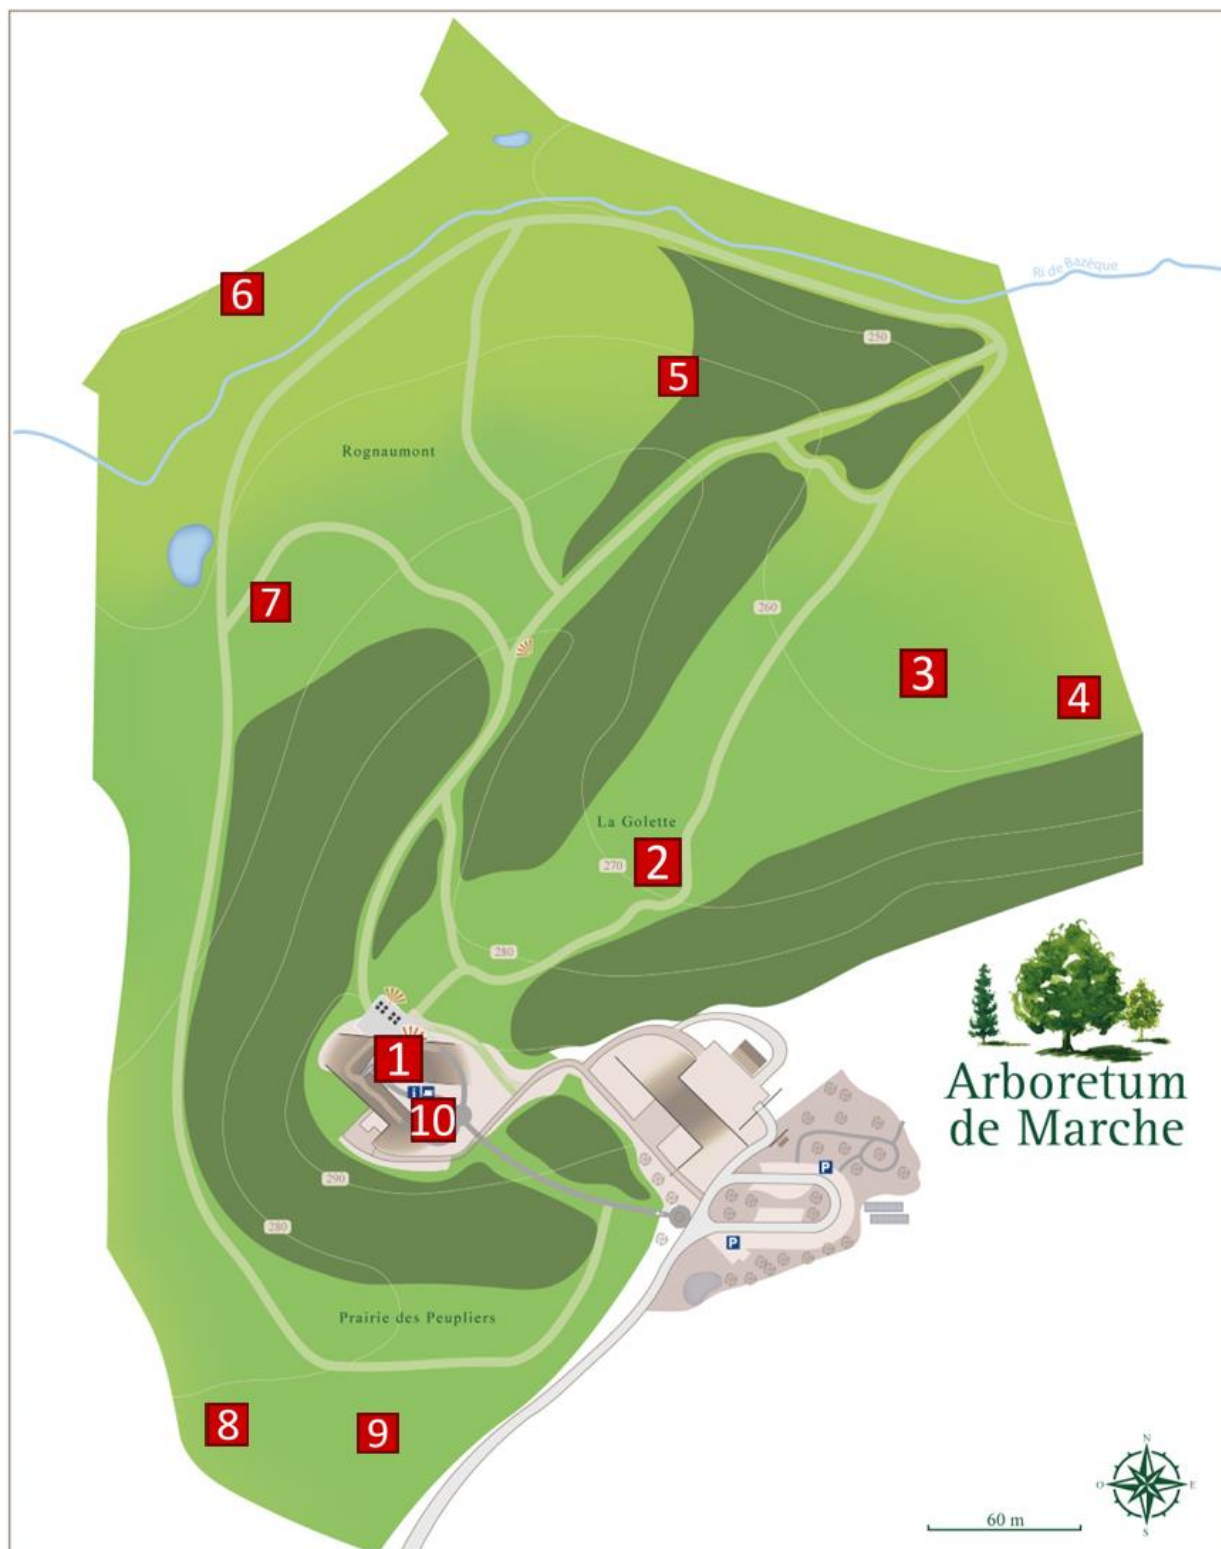 6
Ri de Bazèque
250
5
Rognaumont
7
260
3
4
La Golette
270
2
280
1
i
10
Arboretum
de Marche
290
P
280
P
Prairie des Peupliers
8
9
N
O
E
S
60 m